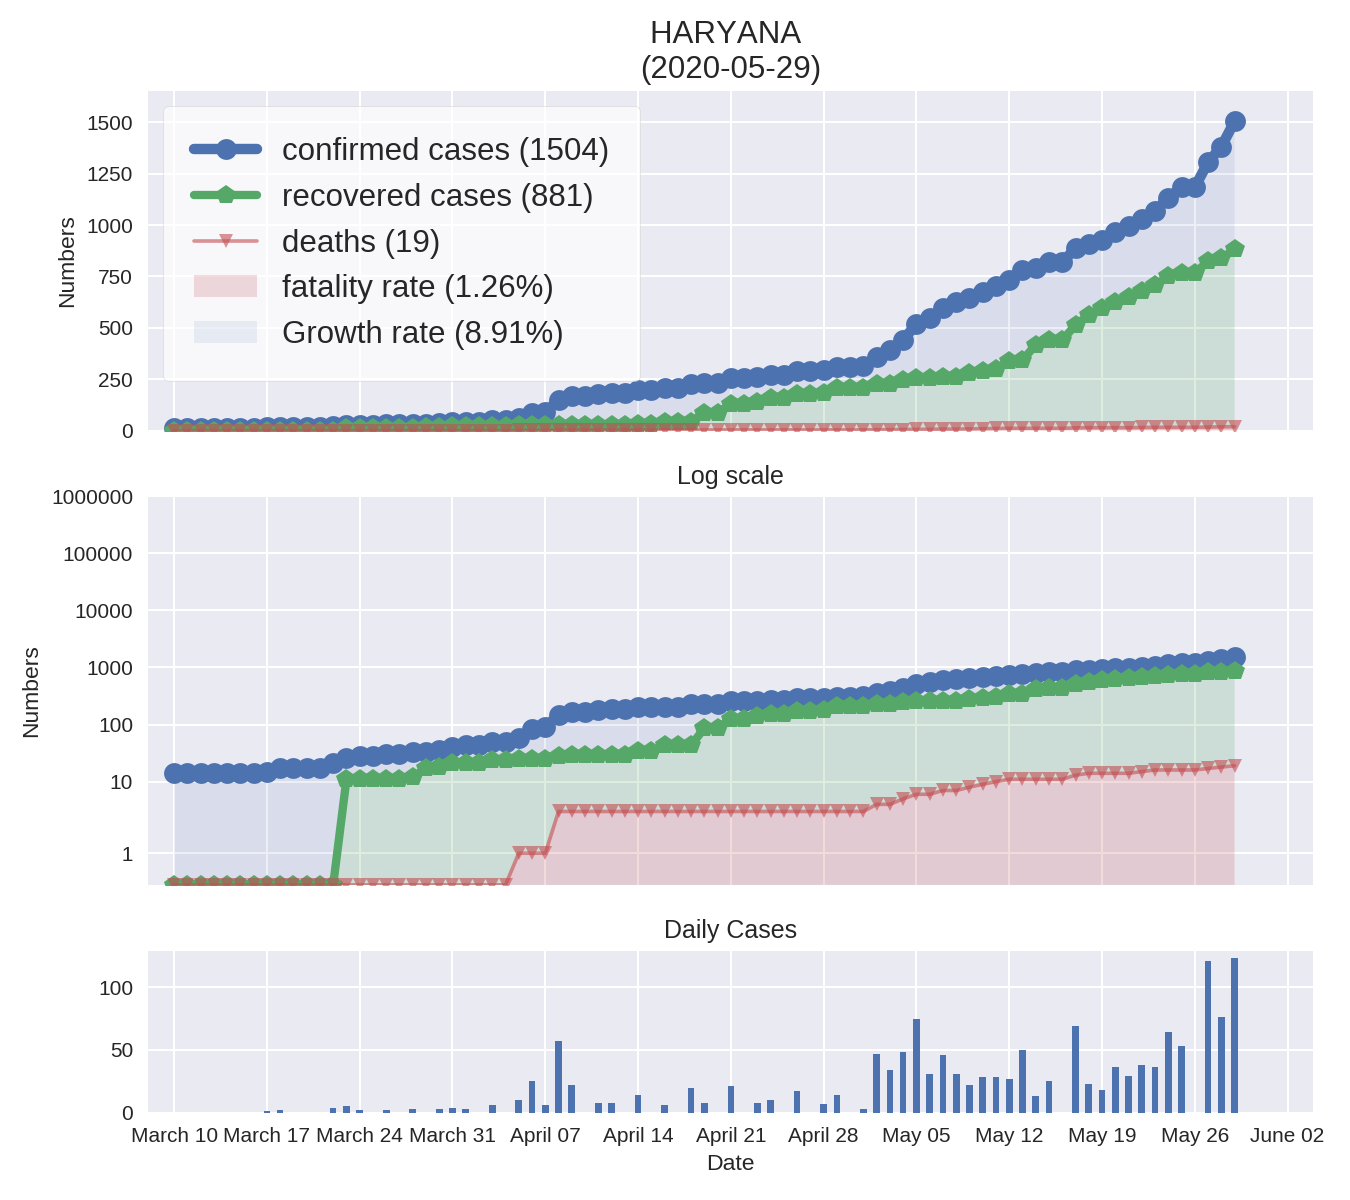 HARYANA
(2020-05-29)
1500
1250
1000
750
500
250
0
Numbers
confirmed cases (1504)
recovered cases (881)
deaths (19)
fatality rate (1.26%)
Growth rate (8.91%)
Log scale
1000000
100000
10000
1000
100
10
1
Numbers
Daily Cases
100
50
0
March 10 March 17 March 24 March 31 April 07 April 14 April 21 April 28 May 05 May 12 May 19 May 26 June 02
Date